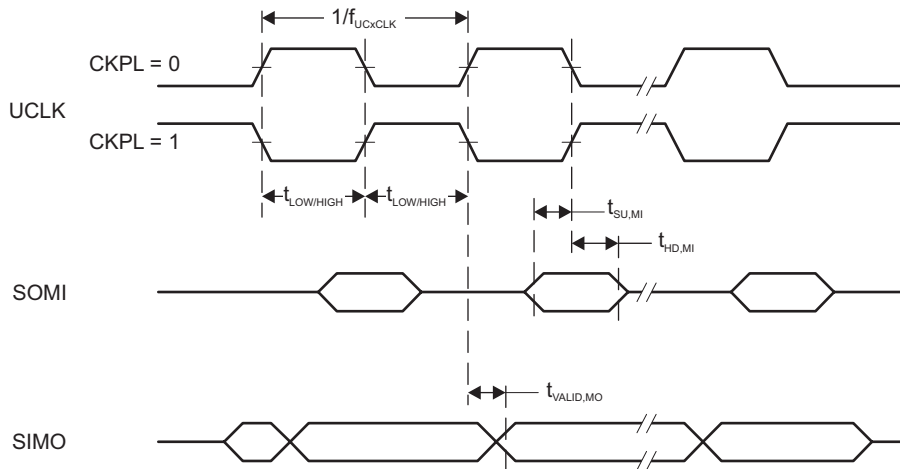 1/fUCxCLK
CKPL = 0
UCLK
CKPL = 1
tLOW/HIGH tLOW/HIGH
tSU,MI
tHD,MI
SOMI
tVALID,MO
SIMO